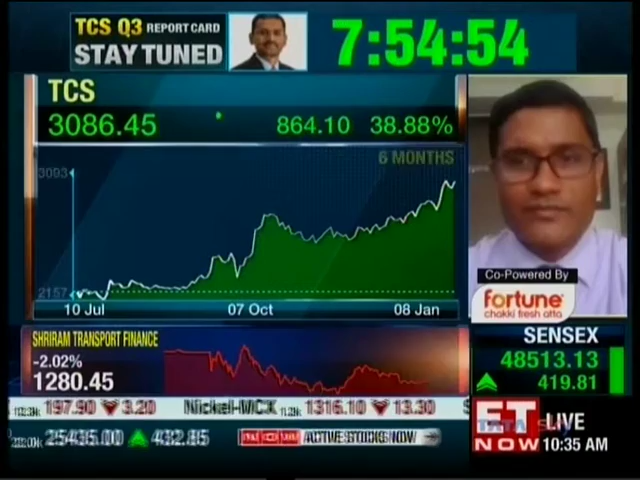 TCS Q3 REPORT CARD
STAY TUNED
7:54:54
TCS
3086.45 864.10 38.88%
6 MONTHS
3093
2157
10 Jul 07 Oct 08 Jan
Co-Powered By
fortune
chakki fresh atta
SHRIRAM TRANSPORT FINANCE
-2.02%
1280.45
SENSEX
48513.13
419.81
197.90 3.20 Nickel-MCX 1316.10 13.30 S
25435.00 432.85 ACTIVE STOCKS NOW
ET
NOW
LIVE
TATA sky
10:35 AM